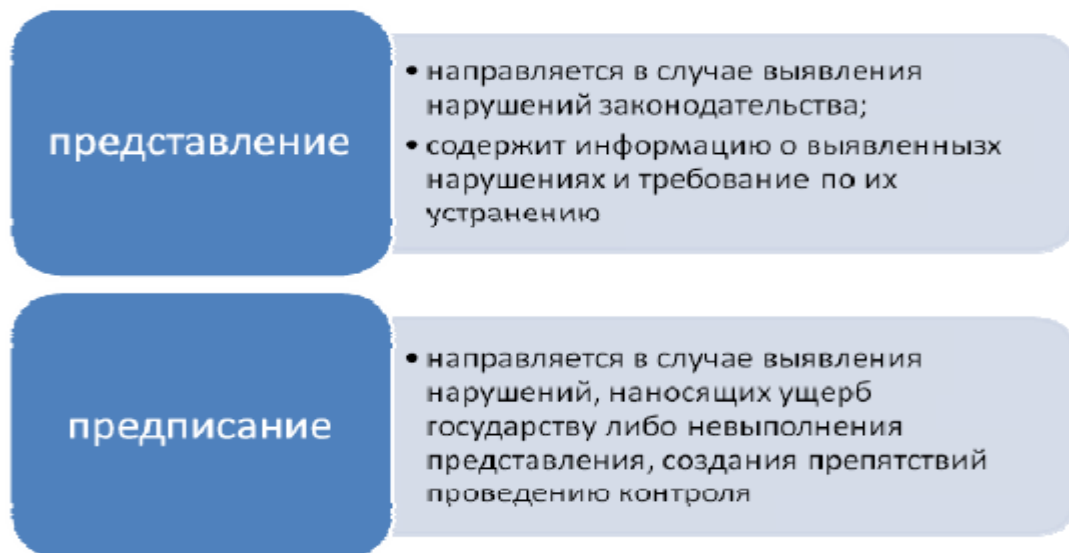 представление
• направляется в случае выявления
нарушений законодательства;
• содержит информацию о выявленнызх
нарушениях и требование по их
устранению
предписание
• направляется в случае выявления
нарушений, наносящих ущерб
государству либо невыполнения
представления, создания препятствий
проведению контроля